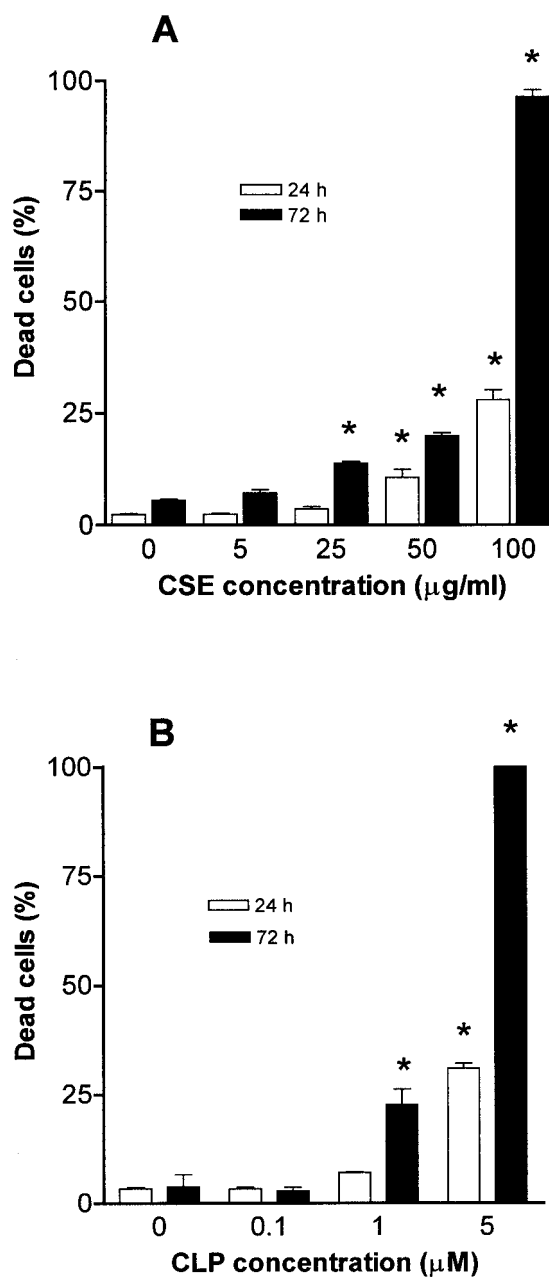 A
*
100
75
50
25
0
Dead cells (%)
24 h
72 h
* * * * 
0 5 25 50 100
CSE concentration (μg/ml)
B
*
100
75
50
25
0
Dead cells (%)
24 h
72 h
* *
0 0.1 1 5
CLP concentration (μM)